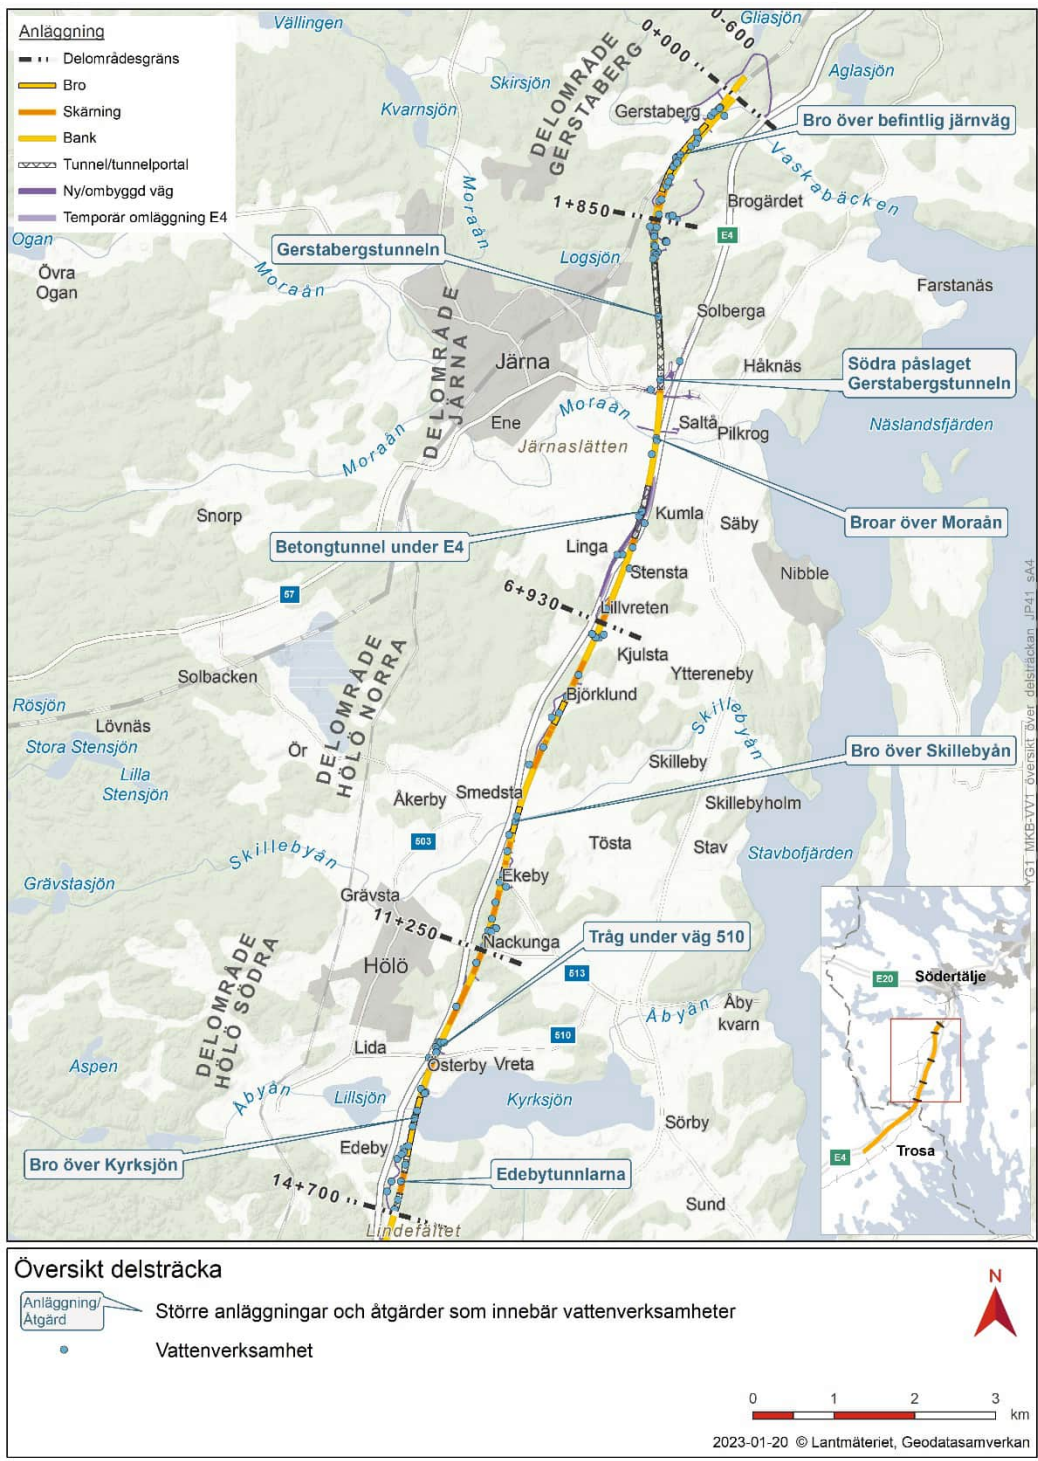 Anläggning
Delområdesgräns
Bro
Skärning
Bank
Tunnel/tunnelportal
Ny/ombyggd väg
Temporär omläggning E4
Vällingen
Gliasjön
0-600
0+000
DELOMRÅDE
GERSTABERG
Skirsjön
Aglasjön
Kvarnsjön
Gerstaberg
Bro över befintlig järnväg
Vaskabäcken
Moraån
1+850
Brogärdet
E4
Ogan
Övra
Ogan
Gerstabergstunneln
Logsjön
Moraån
Farstanäs
Solberga
DELOMRÅDE
JÄRNA
Järna
Håknäs
Södra påslaget
Gerstabergstunneln
Moraån
Ene
Saltå
Pilkrog
Näslandsfjärden
Järnaslätten
Moraån
Snorp
Kumla
Säby
Broar över Moraån
Betongtunnel under E4
Linga
Stensta
Nibble
57
6+930
Lillvreten
DELOMRÅDE
HÖLÖ NORRA
Kjulsta
Solbacken
Yttereneby
Björklund
Rösjön
Lövnäs
Skillebyån
Stora Stensjön
Ör
Bro över Skillebyån
Skilleby
Lilla
Stensjön
Smedsta
Åkerby
Skillebyholm
503
Skillebyån
Tösta
Stav
Stavbofjärden
Grävstasjön
Ekeby
Grävsta
11+250
DELOMRÅDE
HÖLÖ SÖDRA
Nackunga
Tråg under väg 510
Hölö
513
E20
Södertälje
Åbyån
Åby
kvarn
510
Lida
Österby
Vreta
Aspen
Åbyån
Lillsjön
Kyrksjön
Sörby
Edeby
Bro över Kyrksjön
E4
Trosa
Edebytunnlarna
14+700
Sund
Lindefältet
YG1_MKB-VV1_översikt_över_delsträckan_JP41_sA4
Översikt delsträcka
Anläggning/
Åtgärd
Större anläggningar och åtgärder som innebär vattenverksamheter
Vattenverksamhet
N
0 1 2 3
km
2023-01-20 © Lantmäteriet, Geodatasamverkan